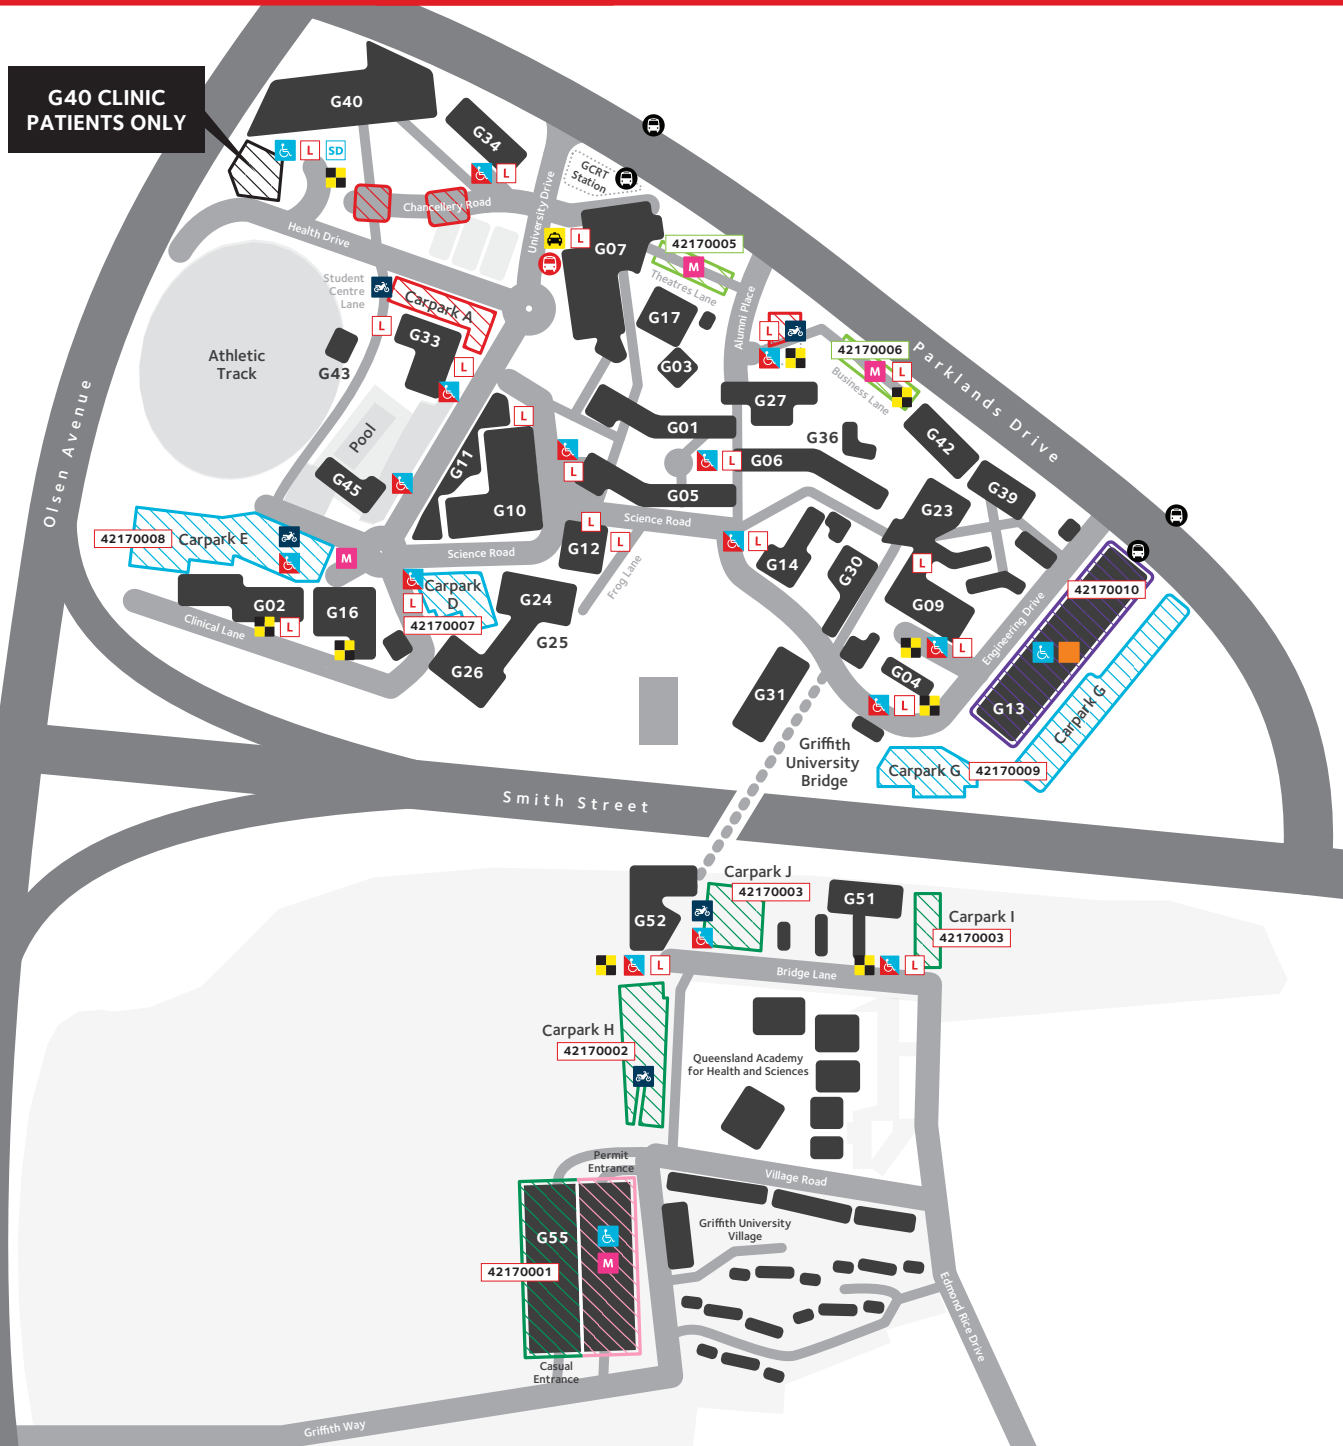 G40 CLINIC
PATIENTS ONLY
G40
G34
L
SD
L
GCRT
Station
Chancellery Road
University Drive
Health Drive
L
G07
42170005
M
Theatres Lane
Student
Centre
Lane
Carpark A
L
G33
L
G43
Athletic
Track
G17
G03
Alumni Place
L
42170006
M
L
Business Lane
Parklands Drive
Olsen Avenue
G27
L
G01
G36
G42
Pool
G11
L
L
G06
G45
G05
G39
G10
Science Road
G23
42170008
Carpark E
M
L
G12
L
L
G14
Science Road
G30
L
Frog Lane
Carpark
D
L
42170007
G24
G09
42170010
G02
L
G16
Clinical Lane
G25
L
Engineering Drive
G26
G04
G31
L
G13
Carpark G
Griffith
University
Bridge
Carpark G
42170009
Smith Street
Carpark J
42170003
G51
G52
Carpark I
42170003
L
L
Bridge Lane
Carpark H
42170002
Queensland Academy
for Health and Sciences
Permit
Entrance
Village Road
G55
Griffith University
Village
M
42170001
Edmond Rice Drive
Casual
Entrance
Griffith Way